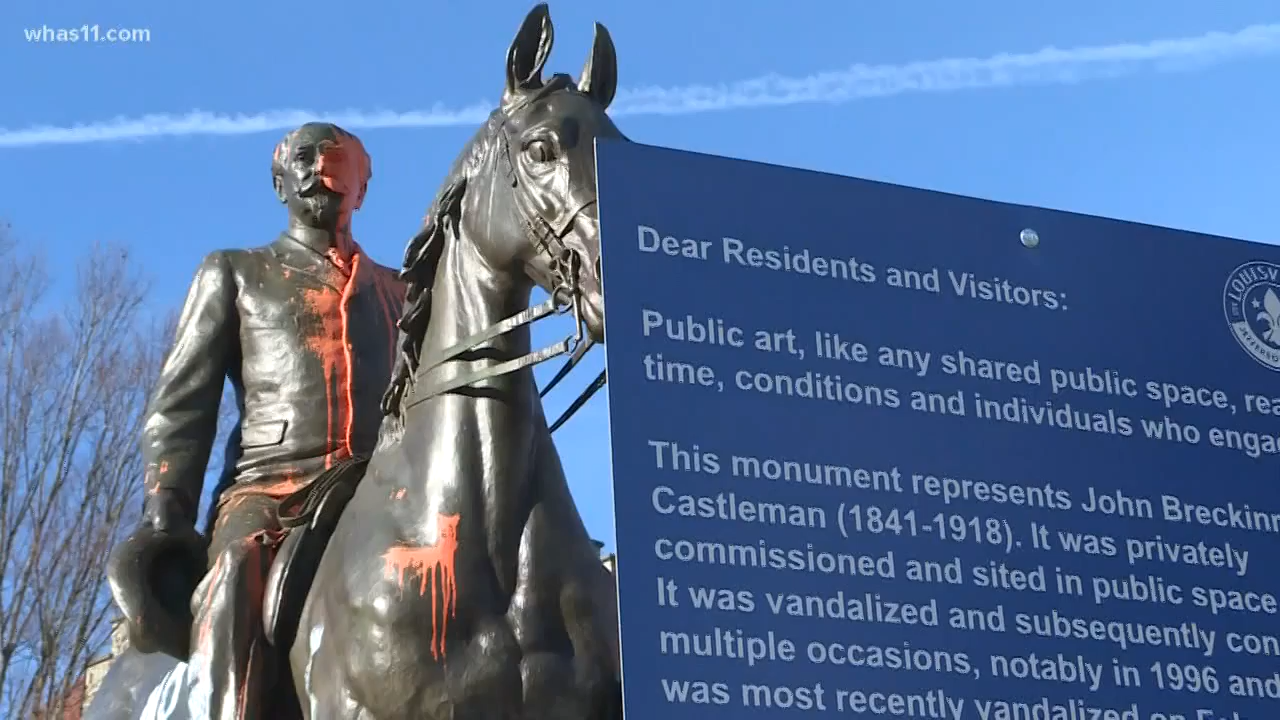 whas11.com
Dear Residents and Visitors:
Public art, like any shared public space,
time, conditions and individuals who
This monument represents John
Castleman (1841-1918). It was privately
commissioned and sited in public space
It was vandalized and subsequently
multiple occasions, notably in 1996 and
was most recently vandalized on